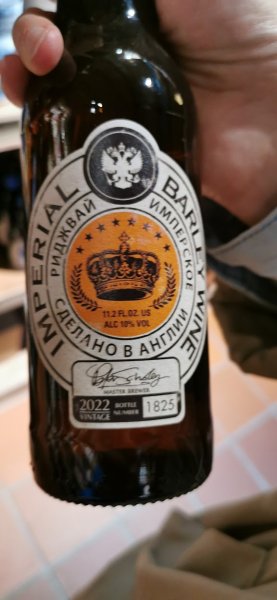 IMPERIAL BARLEY WINE
РИДЖВАЙ ИМПЕРСКОЕ
11.2 FL.OZ. US
ALC 10% VOL
СДЕЛАНО В АНГЛИИ
MASTER BREWER
2022 VINTAGE
BOTTLE NUMBER
1825